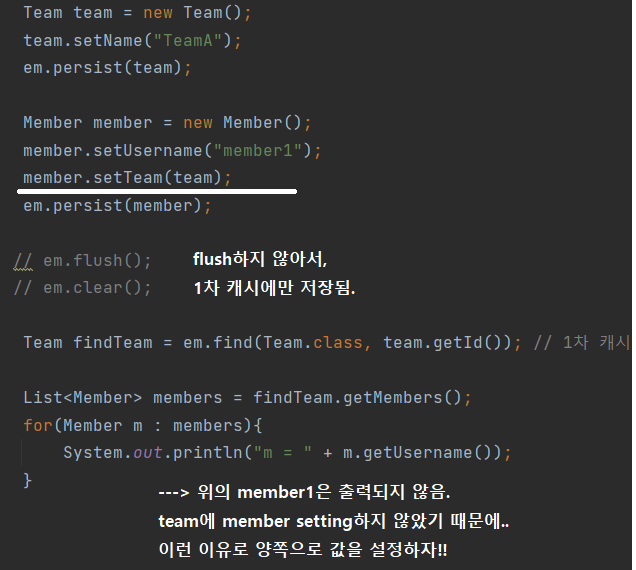 Team team = new Team();
team.setName("TeamA");
em.persist(team);
Member member = new Member();
member.setUsername("member1");
member.setTeam(team);
em.persist(member);
// em.flush(); flush하지 않아서,
// em.clear(); 1차 캐시에만 저장됨.
Team findTeam = em.find(Team.class, team.getId()); // 1차 캐시
List<Member> members = findTeam.getMembers();
for(Member m : members){
System.out.println("m = " + m.getUsername());
}
---> 위의 member1은 출력되지 않음.
team에 member setting하지 않았기 때문에..
이런 이유로 양쪽으로 값을 설정하자!!